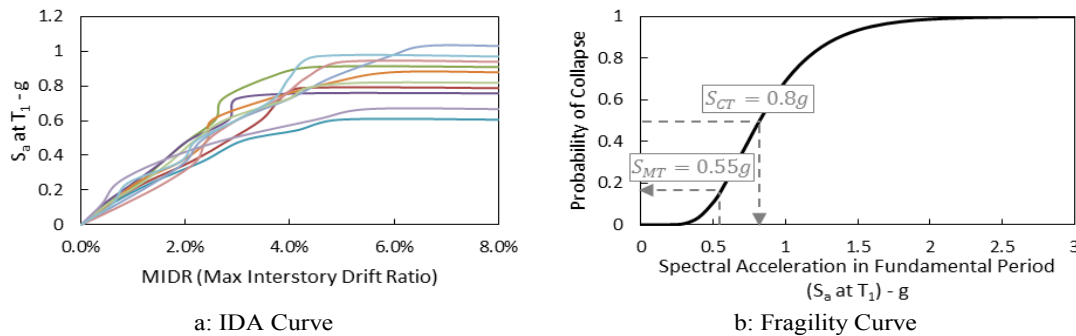 1.2
1
0.8
0.6
0.4
0.2
0
Sa at T1 - g
0.0%
2.0%
4.0%
6.0%
8.0%
MIDR (Max Interstory Drift Ratio)
a: IDA Curve
1
0.8
0.6
0.4
0.2
0
Probability of Collapse
S_CT = 0.8g
S_MT = 0.55g
0
0.5
1
1.5
2
2.5
3
Spectral Acceleration in Fundamental Period
(Sa at T1) - g
b: Fragility Curve